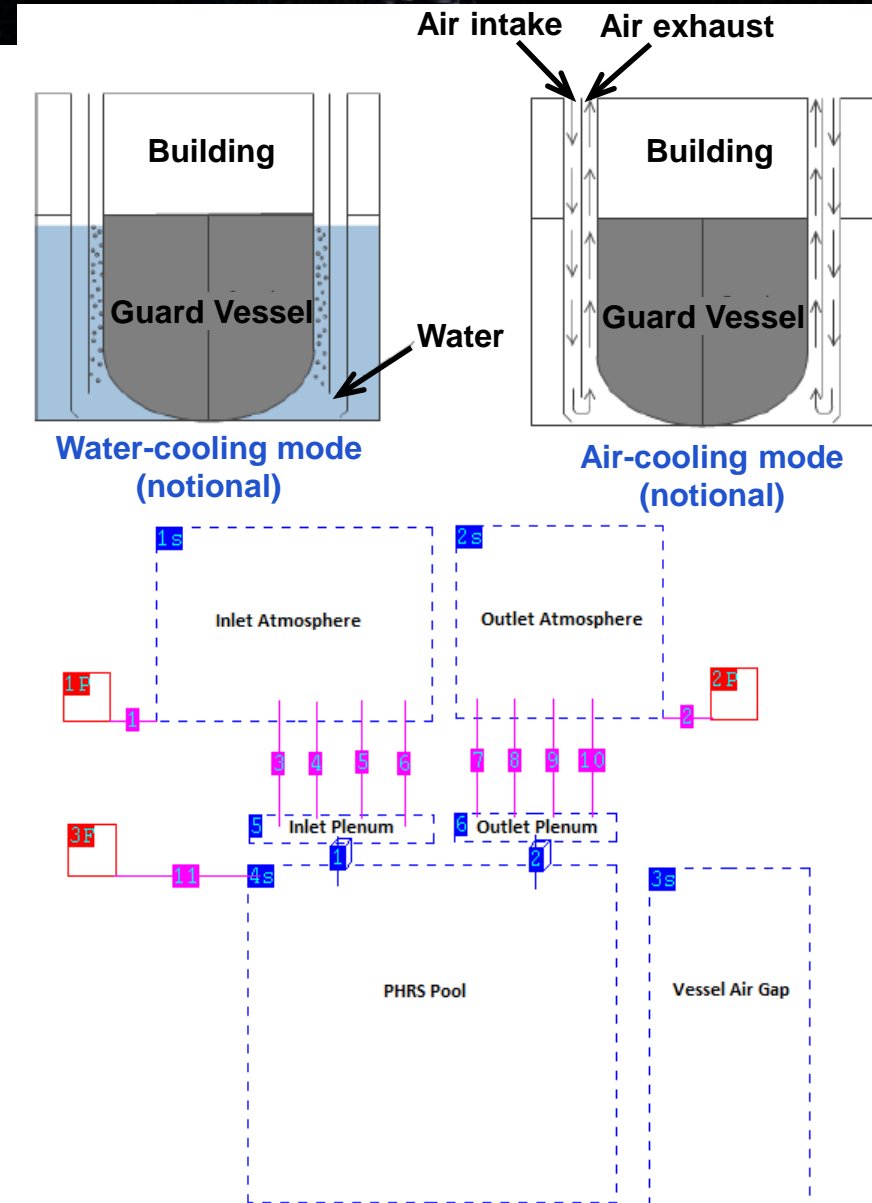 Air intake Air exhaust
Building
Building
Guard Vessel
Guard Vessel
Water
Water-cooling mode
(notional)
Air-cooling mode
(notional)
1s
2s
Inlet Atmosphere
Outlet Atmosphere
1P
2P
1
2
3 4 5 6
7 8 9 10
5 Inlet Plenum
6 Outlet Plenum
3F
1
2
11
4s
3s
PHRS Pool
Vessel Air Gap